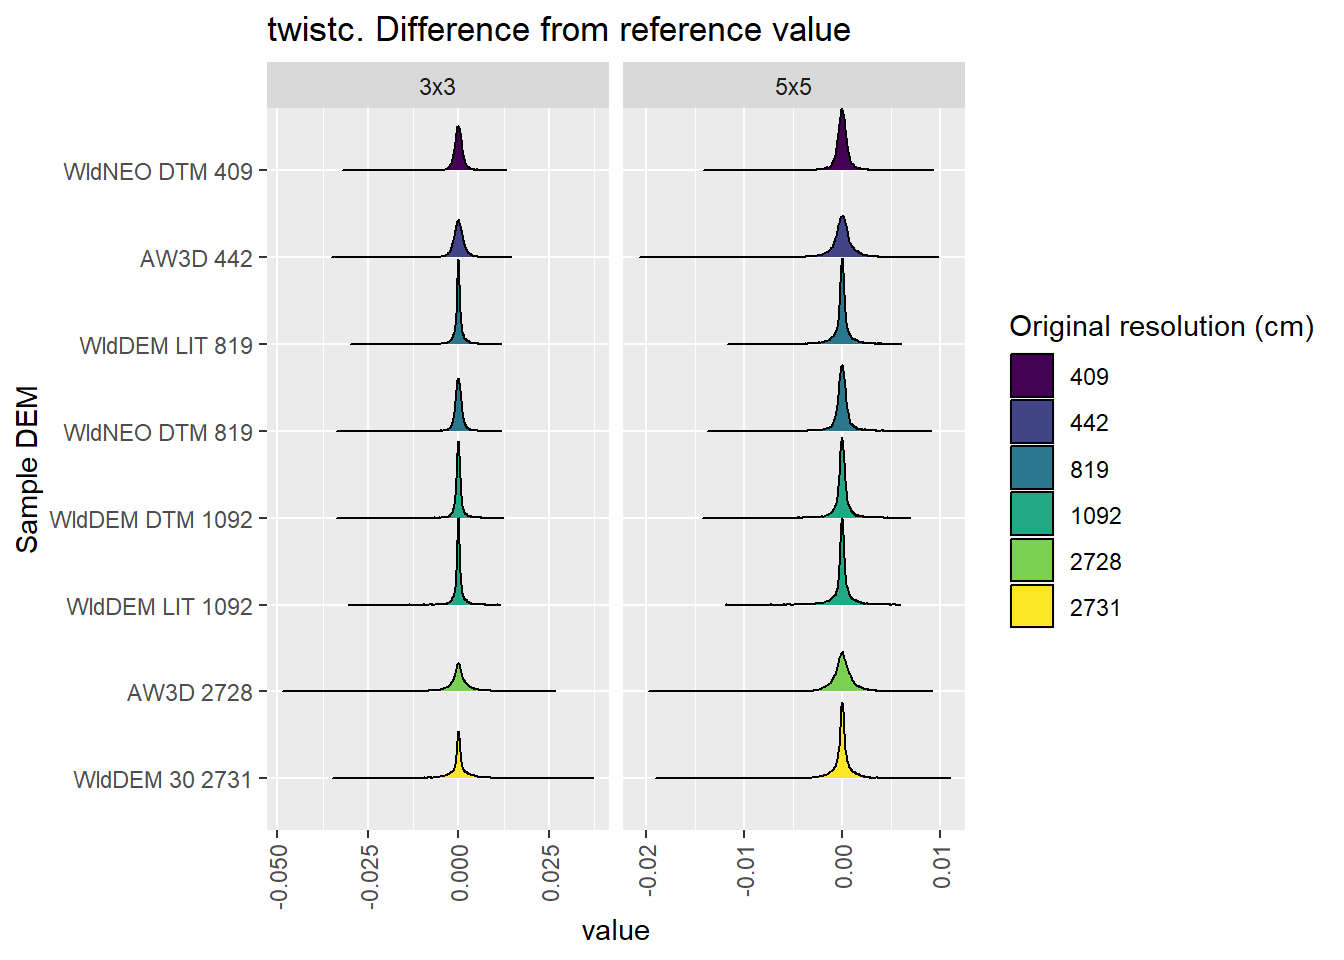 twistc. Difference from reference value
3x3
5x5
WldNEO DTM 409
AW3D 442
WldDEM LIT 819
WldNEO DTM 819
WldDEM DTM 1092
WldDEM LIT 1092
AW3D 2728
WldDEM 30 2731
Sample DEM
-0.050
-0.025
0.000
0.025
-0.02
-0.01
0.00
0.01
value
Original resolution (cm)
409
442
819
1092
2728
2731